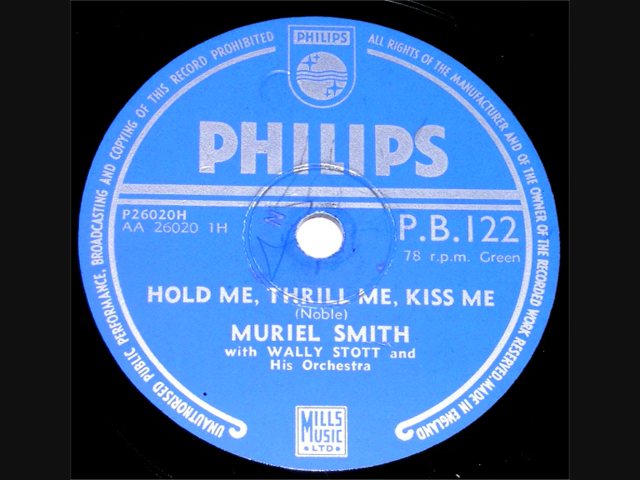 PHILIPS
UNAUTHORISED PUBLIC PERFORMANCE, BROADCASTING AND COPYING OF THIS RECORD PROHIBITED
ALL RIGHTS OF THE MANUFACTURER AND OF THE OWNER OF THE RECORDED WORK RESERVED. MADE IN ENGLAND
PHILIPS
P26020H
AA 26020 1H
P.B.122
78 r.p.m. Green
HOLD ME, THRILL ME, KISS ME
(Noble)
MURIEL SMITH
with WALLY STOTT and
His Orchestra
MILLS
MUSIC
LTD